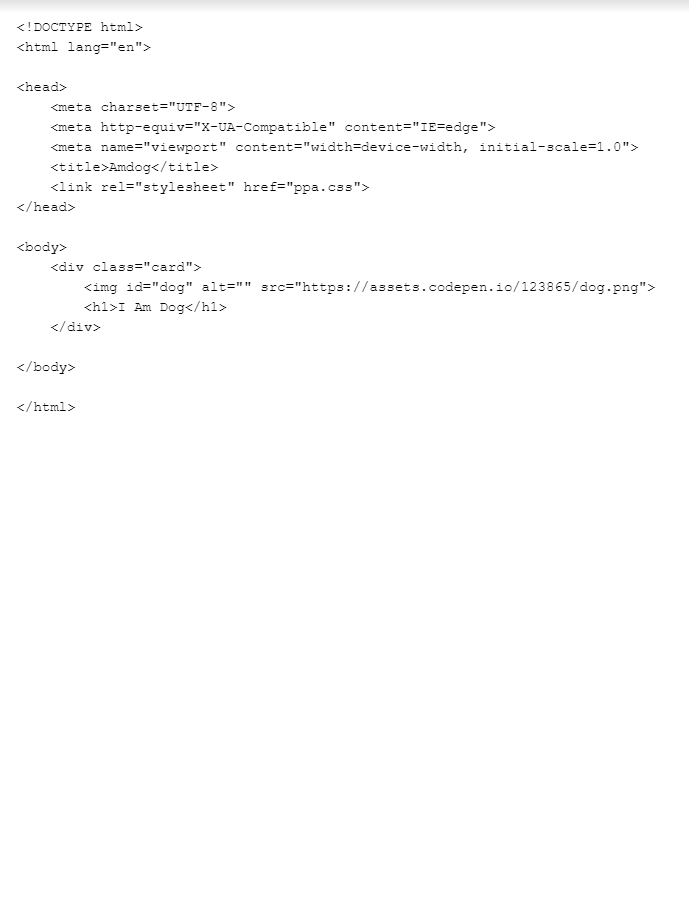 <!DOCTYPE html>
<html lang="en">
<head>
<meta charset="UTF-8">
<meta http-equiv="X-UA-Compatible" content="IE=edge">
<meta name="viewport" content="width=device-width, initial-scale=1.0">
<title>Amdog</title>
<link rel="stylesheet" href="ppa.css">
</head>
<body>
<div class="card">
<img id="dog" alt="" src="https://assets.codepen.io/123865/dog.png">
<h1>I Am Dog</h1>
</div>
</body>
</html>